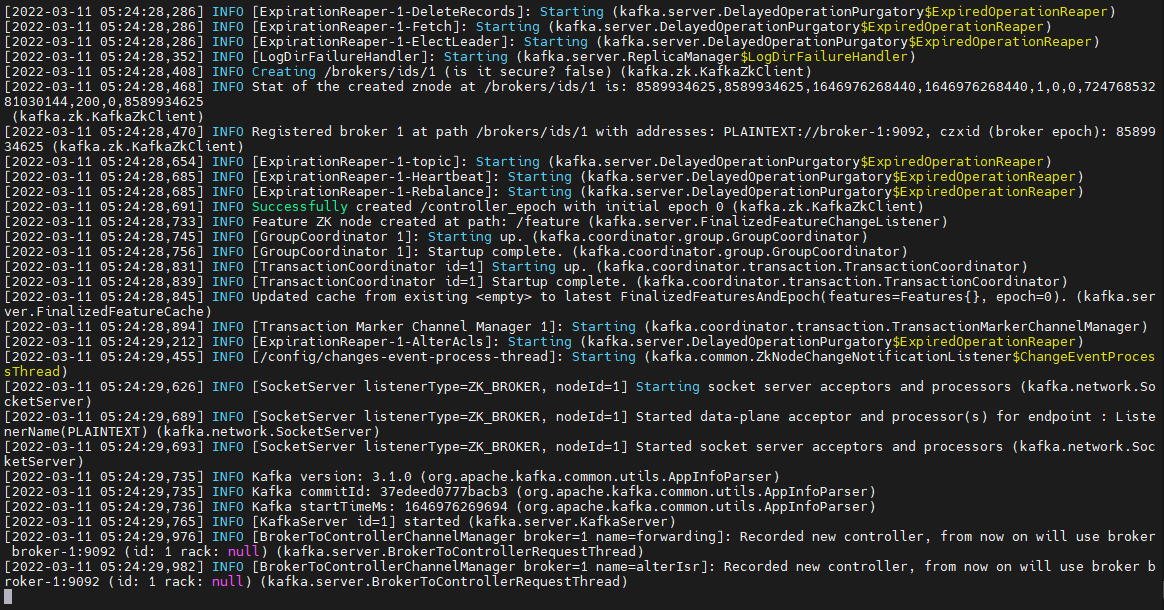 [2022-03-11 05:24:28,286] INFO [ExpirationReaper-1-DeleteRecords]: Starting (kafka.server.DelayedOperationPurgatory$ExpiredOperationReaper)
[2022-03-11 05:24:28,286] INFO [ExpirationReaper-1-Fetch]: Starting (kafka.server.DelayedOperationPurgatory$ExpiredOperationReaper)
[2022-03-11 05:24:28,286] INFO [ExpirationReaper-1-ElectLeader]: Starting (kafka.server.DelayedOperationPurgatory$ExpiredOperationReaper)
[2022-03-11 05:24:28,352] INFO [LogDirFailureHandler]: Starting (kafka.server.ReplicaManager$LogDirFailureHandler)
[2022-03-11 05:24:28,408] INFO Creating /brokers/ids/1 (is it secure? false) (kafka.zk.KafkaZkClient)
[2022-03-11 05:24:28,468] INFO Stat of the created znode at /brokers/ids/1 is: 8589934625,8589934625,1646976268440,1646976268440,1,0,0,724768532
81030144,200,0,8589934625
 (kafka.zk.KafkaZkClient)
[2022-03-11 05:24:28,470] INFO Registered broker 1 at path /brokers/ids/1 with addresses: PLAINTEXT://broker-1:9092, czxid (broker epoch): 85899
34625 (kafka.zk.KafkaZkClient)
[2022-03-11 05:24:28,654] INFO [ExpirationReaper-1-topic]: Starting (kafka.server.DelayedOperationPurgatory$ExpiredOperationReaper)
[2022-03-11 05:24:28,685] INFO [ExpirationReaper-1-Heartbeat]: Starting (kafka.server.DelayedOperationPurgatory$ExpiredOperationReaper)
[2022-03-11 05:24:28,685] INFO [ExpirationReaper-1-Rebalance]: Starting (kafka.server.DelayedOperationPurgatory$ExpiredOperationReaper)
[2022-03-11 05:24:28,691] INFO Successfully created /controller_epoch with initial epoch 0 (kafka.zk.KafkaZkClient)
[2022-03-11 05:24:28,733] INFO Feature ZK node created at path: /feature (kafka.server.FinalizedFeatureChangeListener)
[2022-03-11 05:24:28,745] INFO [GroupCoordinator 1]: Starting up. (kafka.coordinator.group.GroupCoordinator)
[2022-03-11 05:24:28,756] INFO [GroupCoordinator 1]: Startup complete. (kafka.coordinator.group.GroupCoordinator)
[2022-03-11 05:24:28,831] INFO [TransactionCoordinator id=1] Starting up. (kafka.coordinator.transaction.TransactionCoordinator)
[2022-03-11 05:24:28,839] INFO [TransactionCoordinator id=1] Startup complete. (kafka.coordinator.transaction.TransactionCoordinator)
[2022-03-11 05:24:28,845] INFO Updated cache from existing <empty> to latest FinalizedFeaturesAndEpoch(features=Features{}, epoch=0). (kafka.ser
ver.FinalizedFeatureCache)
[2022-03-11 05:24:28,894] INFO [Transaction Marker Channel Manager 1]: Starting (kafka.coordinator.transaction.TransactionMarkerChannelManager)
[2022-03-11 05:24:29,212] INFO [ExpirationReaper-1-AlterAcls]: Starting (kafka.server.DelayedOperationPurgatory$ExpiredOperationReaper)
[2022-03-11 05:24:29,455] INFO [/config/changes-event-process-thread]: Starting (kafka.common.ZkNodeChangeNotificationListener$ChangeEventProces
sThread)
[2022-03-11 05:24:29,626] INFO [SocketServer listenerType=ZK_BROKER, nodeId=1] Starting socket server acceptors and processors (kafka.network.So
cketServer)
[2022-03-11 05:24:29,689] INFO [SocketServer listenerType=ZK_BROKER, nodeId=1] Started data-plane acceptor and processor(s) for endpoint : Liste
nerName(PLAINTEXT) (kafka.network.SocketServer)
[2022-03-11 05:24:29,693] INFO [SocketServer listenerType=ZK_BROKER, nodeId=1] Started socket server acceptors and processors (kafka.network.Soc
ketServer)
[2022-03-11 05:24:29,735] INFO Kafka version: 3.1.0 (org.apache.kafka.common.utils.AppInfoParser)
[2022-03-11 05:24:29,735] INFO Kafka commitId: 37edeed0777bacb3 (org.apache.kafka.common.utils.AppInfoParser)
[2022-03-11 05:24:29,736] INFO Kafka startTimeMs: 1646976269694 (org.apache.kafka.common.utils.AppInfoParser)
[2022-03-11 05:24:29,765] INFO [KafkaServer id=1] started (kafka.server.KafkaServer)
[2022-03-11 05:24:29,976] INFO [BrokerToControllerChannelManager broker=1 name=forwarding]: Recorded new controller, from now on will use broker
 broker-1:9092 (id: 1 rack: null) (kafka.server.BrokerToControllerRequestThread)
[2022-03-11 05:24:29,982] INFO [BrokerToControllerChannelManager broker=1 name=alterIsr]: Recorded new controller, from now on will use broker b
roker-1:9092 (id: 1 rack: null) (kafka.server.BrokerToControllerRequestThread)